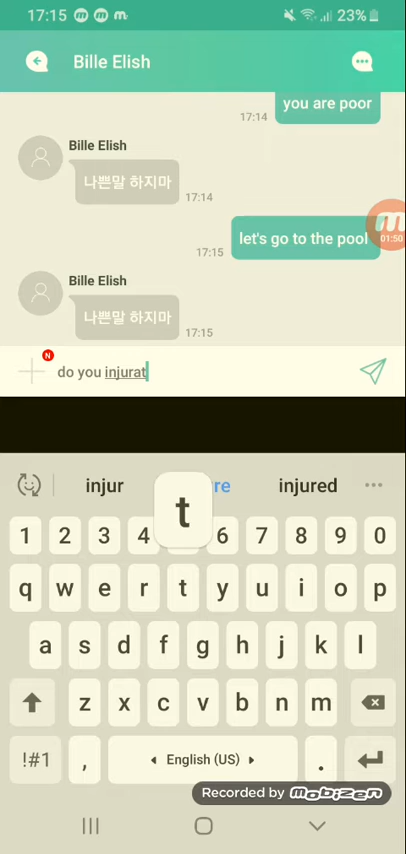 17:15
23%
Bille Elish
you are poor
17:14
Bille Elish
나쁜말 하지마
17:14
let's go to the pool
17:15
01:50
Bille Elish
나쁜말 하지마
17:15
N
do you injurat
injur
re
injured
t
1 2 3 4 6 7 8 9 0
q w e r t y u i o p
a s d f g h j k l
z x c v b n m
!#1 , English (US) .
Recorded by MOBIZEN